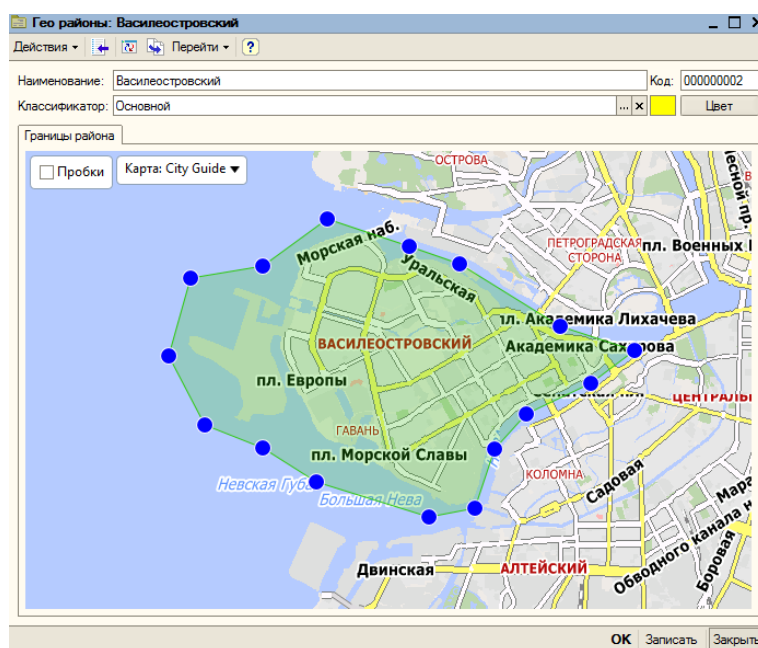 Гео районы: Василеостровский
Действия Перейти ?
Наименование: Василеостровский Код: 000000002
Классификатор: Основной ... x Цвет
Границы района
Пробки Карта: City Guide
ОСТРОВА
Морская наб.
ПЕТРОГРАДСКАЯ
СТОРОНА
пл. Военных
Уральская
пл. Академика Лихачева
Академика Сахарова
ВАСИЛЕОСТРОВСКИЙ
пл. Европы
ЦЕНТРАЛЬ
ГАВАНЬ
пл. Морской Славы
КОЛОМНА
Садовая
Невская Губа
Большая Нева
Мара
Обводного канала н
Боровая
Двинская
АЛТЕЙСКИЙ
OK Записать Закрыть